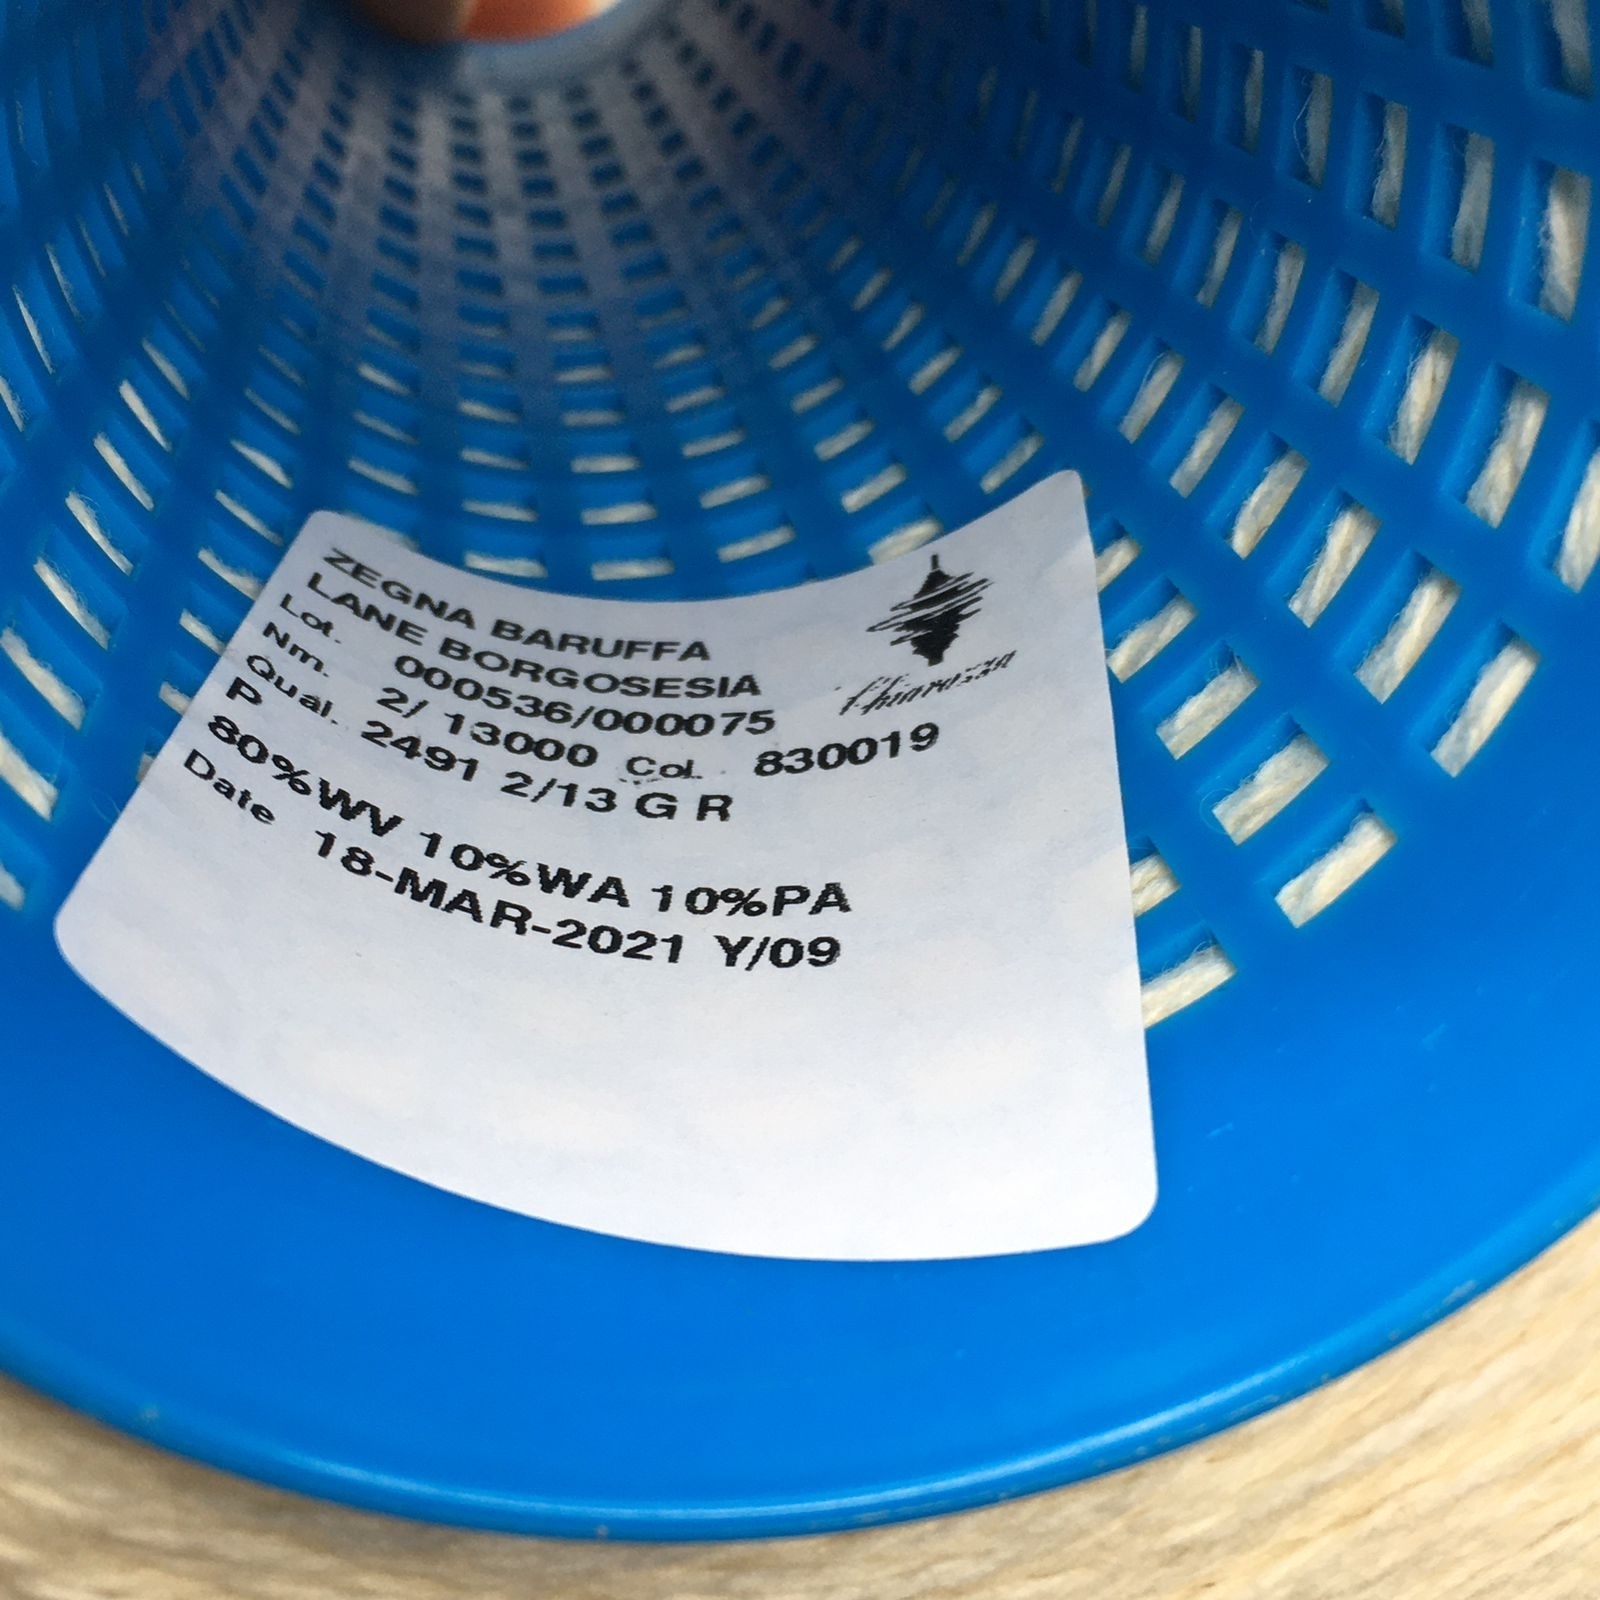 ZEGNA BARUFFA
LANE BORGOSESIA
Chiavazza
Lot. 000536/000075
Nm. 2/ 13000 Col. 830019
Qual. 2491 2/13 G R
P
80%WV 10%WA 10%PA
Date 18-MAR-2021 Y/09